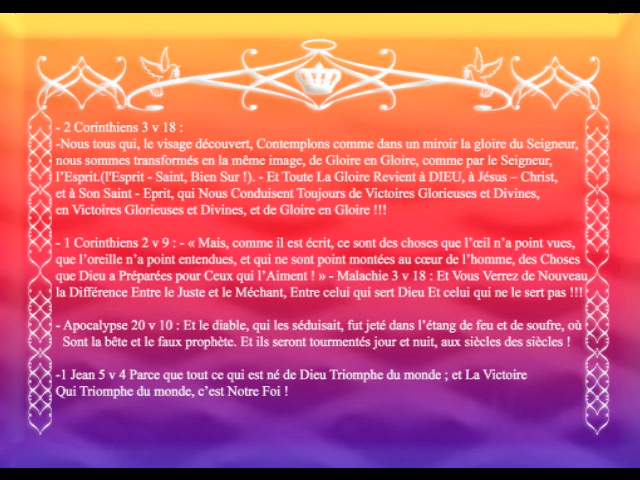 - 2 Corinthiens 3 v 18 :
-Nous tous qui, le visage découvert, Contemplons comme dans un miroir la gloire du Seigneur,
nous sommes transformés en la même image, de Gloire en Gloire, comme par le Seigneur,
l'Esprit.(l'Esprit - Saint, Bien Sur !). - Et Toute La Gloire Revient à DIEU, à Jésus – Christ,
et à Son Saint - Eprit, qui Nous Conduisent Toujours de Victoires Glorieuses et Divines,
en Victoires Glorieuses et Divines, et de Gloire en Gloire !!!
- 1 Corinthiens 2 v 9 : - « Mais, comme il est écrit, ce sont des choses que l'œil n'a point vues,
que l'oreille n'a point entendues, et qui ne sont point montées au cœur de l'homme, des Choses
que Dieu a Préparées pour Ceux qui l'Aiment ! » - Malachie 3 v 18 : Et Vous Verrez de Nouveau
la Différence Entre le Juste et le Méchant, Entre celui qui sert Dieu Et celui qui ne le sert pas !!!
- Apocalypse 20 v 10 : Et le diable, qui les séduisait, fut jeté dans l'étang de feu et de soufre, où
Sont la bête et le faux prophète. Et ils seront tourmentés jour et nuit, aux siècles des siècles !
-1 Jean 5 v 4 Parce que tout ce qui est né de Dieu Triomphe du monde ; et La Victoire
Qui Triomphe du monde, c'est Notre Foi !